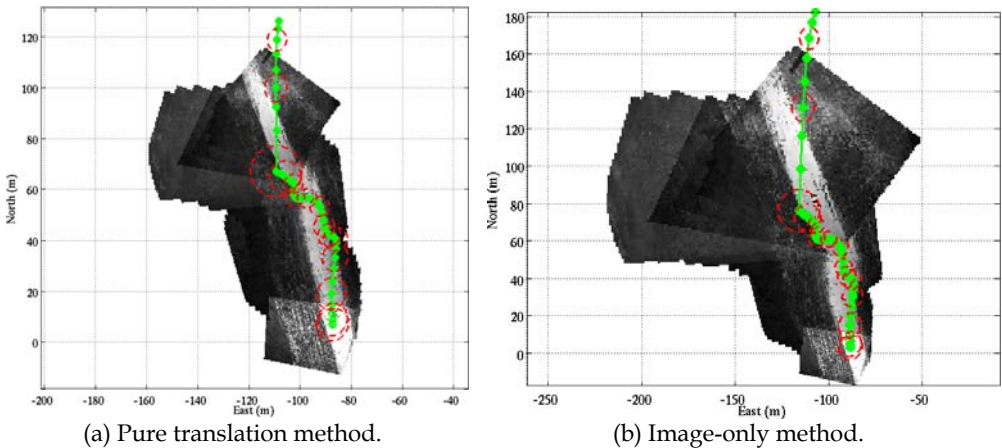 120
100
80
60
40
20
0
North (m)
-200 -180 -160 -140 -120 -100 -80 -60 -40
East (m)
(a) Pure translation method.
180
160
140
120
100
80
60
40
20
0
North (m)
-250 -200 -150 -100 -50 0
East (m)
(b) Image-only method.